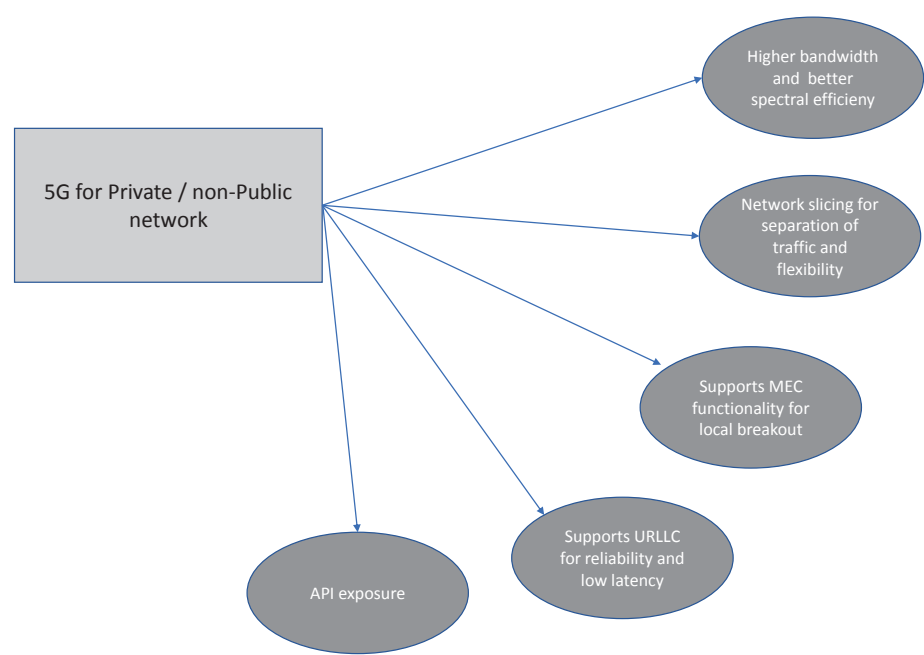 5G for Private / non-Public
network
Higher bandwidth
and better
spectral efficieny
Network slicing for
separation of
traffic and
flexibility
Supports MEC
functionality for
local breakout
Supports URLLC
for reliability and
low latency
API exposure